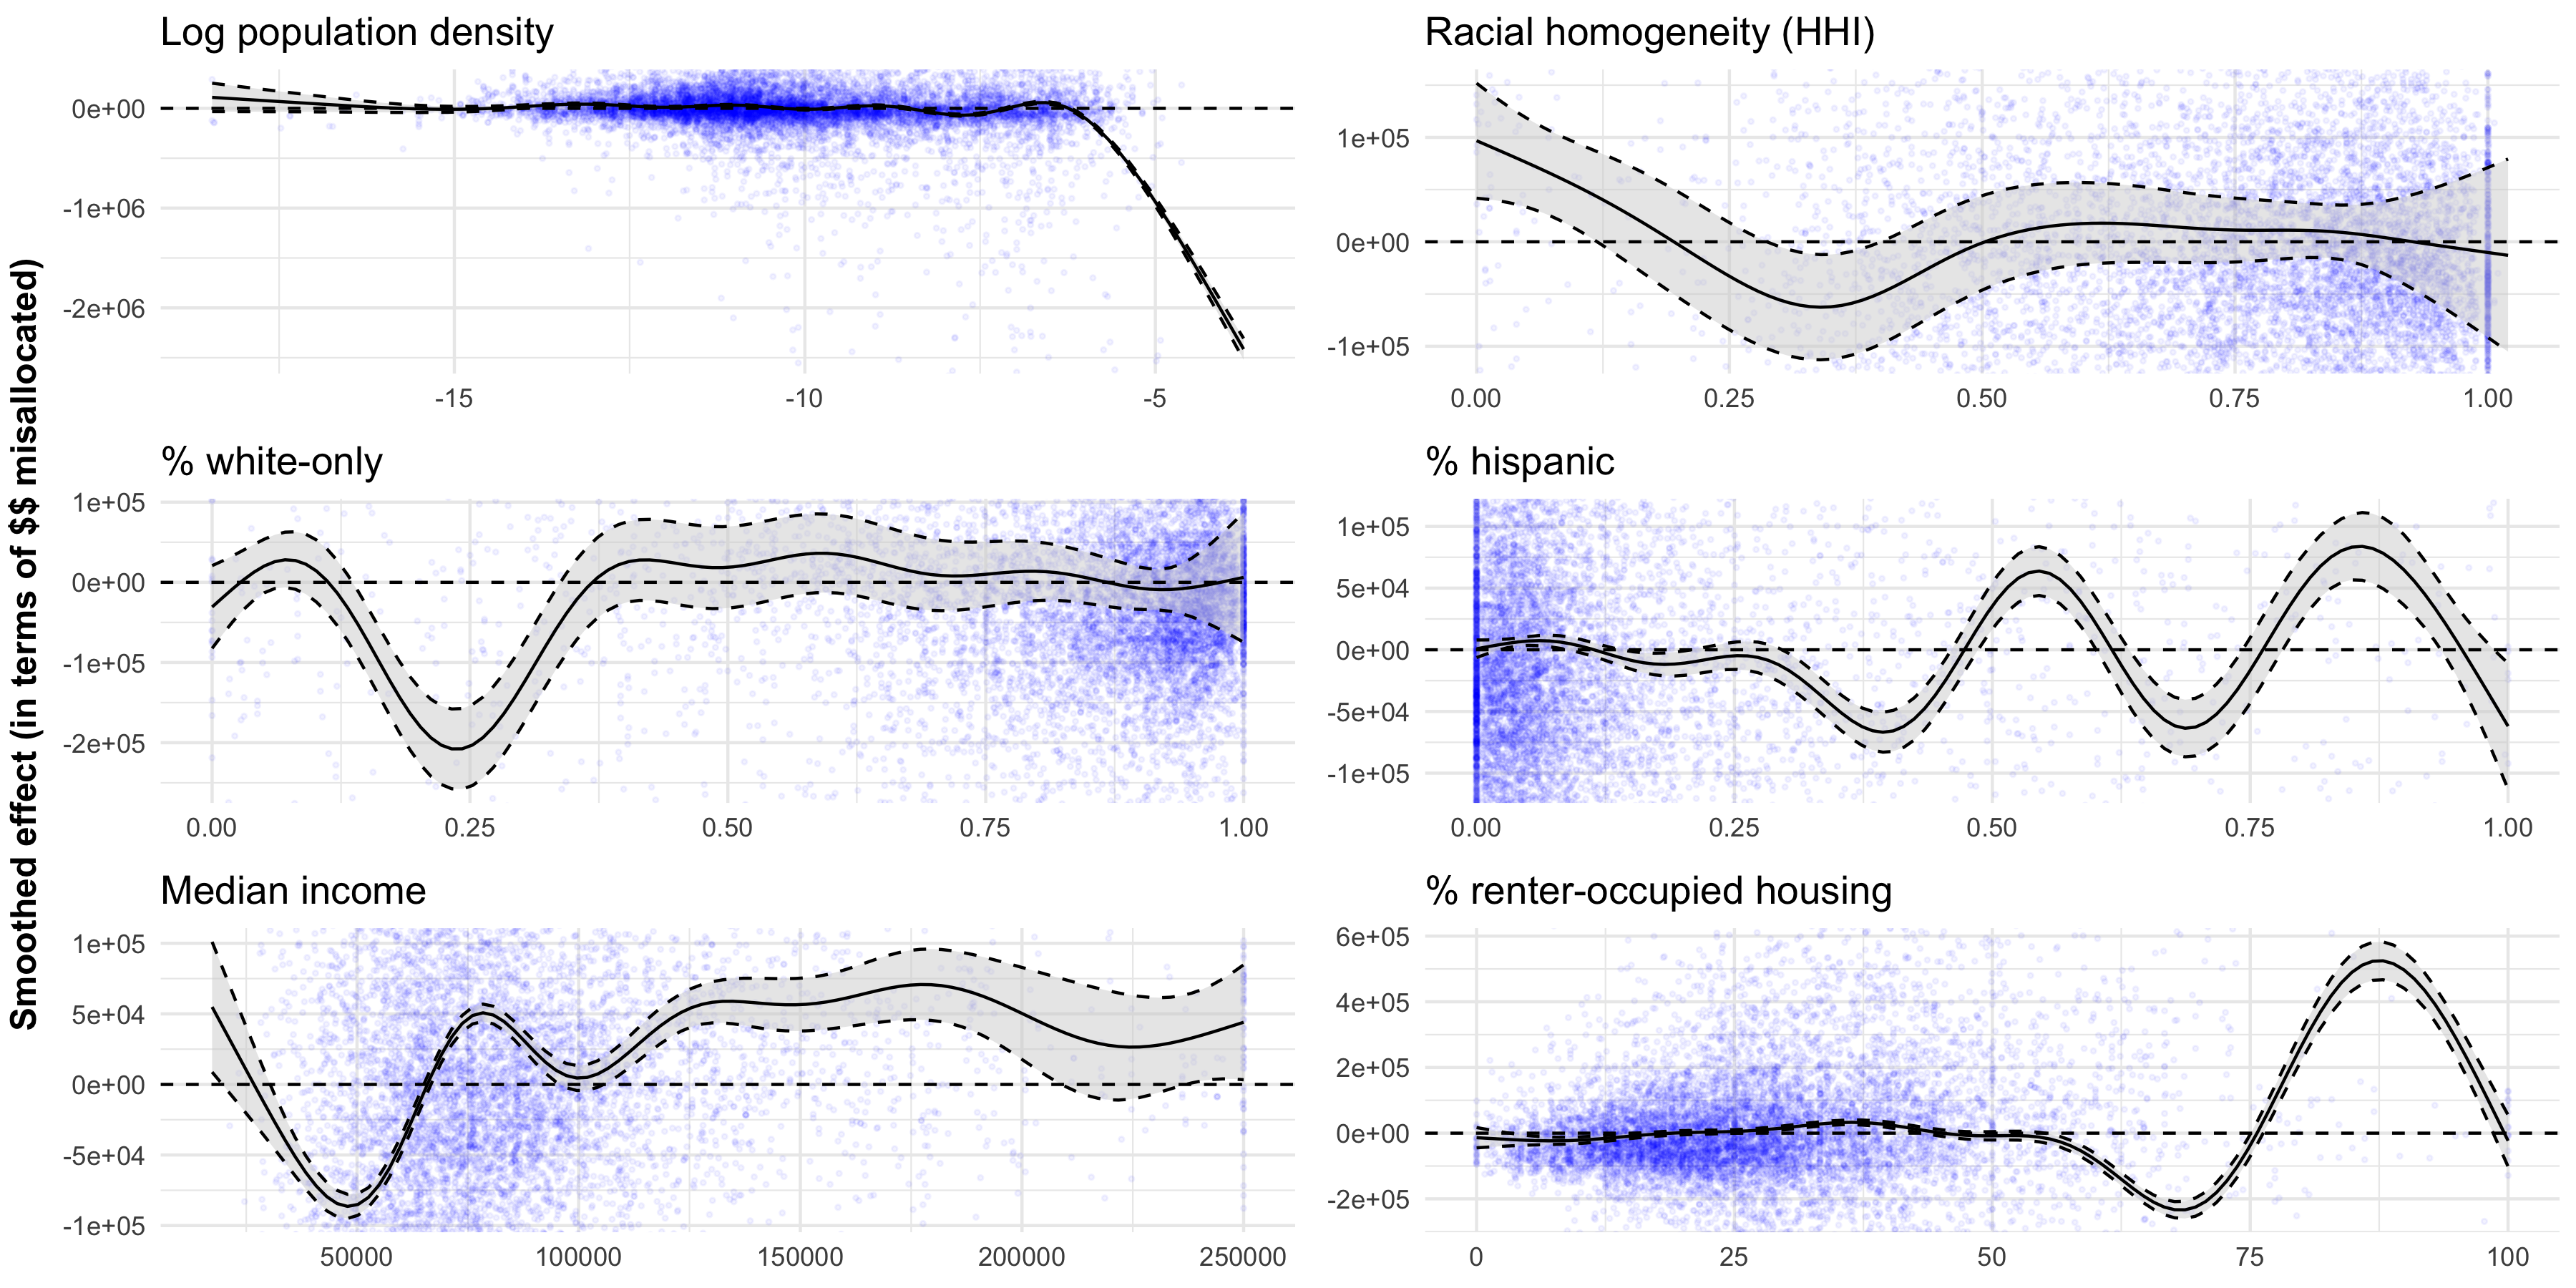 Smoothed effect (in terms of $$ misallocated)
Log population density
0e+00
-1e+06
-2e+06
-15 -10 -5
Racial homogeneity (HHI)
1e+05
0e+00
-1e+05
0.00 0.25 0.50 0.75 1.00
% white-only
1e+05
0e+00
-1e+05
-2e+05
0.00 0.25 0.50 0.75 1.00
% hispanic
1e+05
5e+04
0e+00
-5e+04
-1e+05
0.00 0.25 0.50 0.75 1.00
Median income
1e+05
5e+04
0e+00
-5e+04
-1e+05
50000 100000 150000 200000 250000
% renter-occupied housing
6e+05
4e+05
2e+05
0e+00
-2e+05
0 25 50 75 100